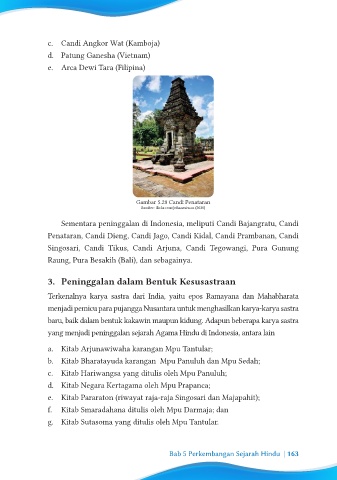 c. Candi Angkor Wat (Kamboja)
d. Patung Ganesha (Vietnam)
e. Arca Dewi Tara (Filipina)
Gambar 5.28 Candi Penataran
Sementara peninggalan di Indonesia, meliputi Candi Bajangratu, Candi
Penataran, Candi Dieng, Candi Jago, Candi Kidal, Candi Prambanan, Candi
Singosari, Candi Tikus, Candi Arjuna, Candi Tegowangi, Pura Gunung
Raung, Pura Besakih (Bali), dan sebagainya.
3. Peninggalan dalam Bentuk Kesusastraan
Terkenalnya karya sastra dari India, yaitu epos Ramayana dan Mahabharata
menjadi pemicu para pujangga Nusantara untuk menghasilkan karya-karya sastra
baru, baik dalam bentuk kakawin maupun kidung. Adapun beberapa karya sastra
yang menjadi peninggalan sejarah Agama Hindu di Indonesia, antara lain
a. Kitab Arjunawiwaha karangan Mpu Tantular;
b. Kitab Bharatayuda karangan Mpu Panuluh dan Mpu Sedah;
c. Kitab Hariwangsa yang ditulis oleh Mpu Panuluh;
d. Kitab Negara Kertagama oleh Mpu Prapanca;
e. Kitab Pararaton (riwayat raja-raja Singosari dan Majapahit);
f. Kitab Smaradahana ditulis oleh Mpu Darmaja; dan
g. Kitab Sutasoma yang ditulis oleh Mpu Tantular.
Bab 5 Perkembangan Sejarah Hindu | 163